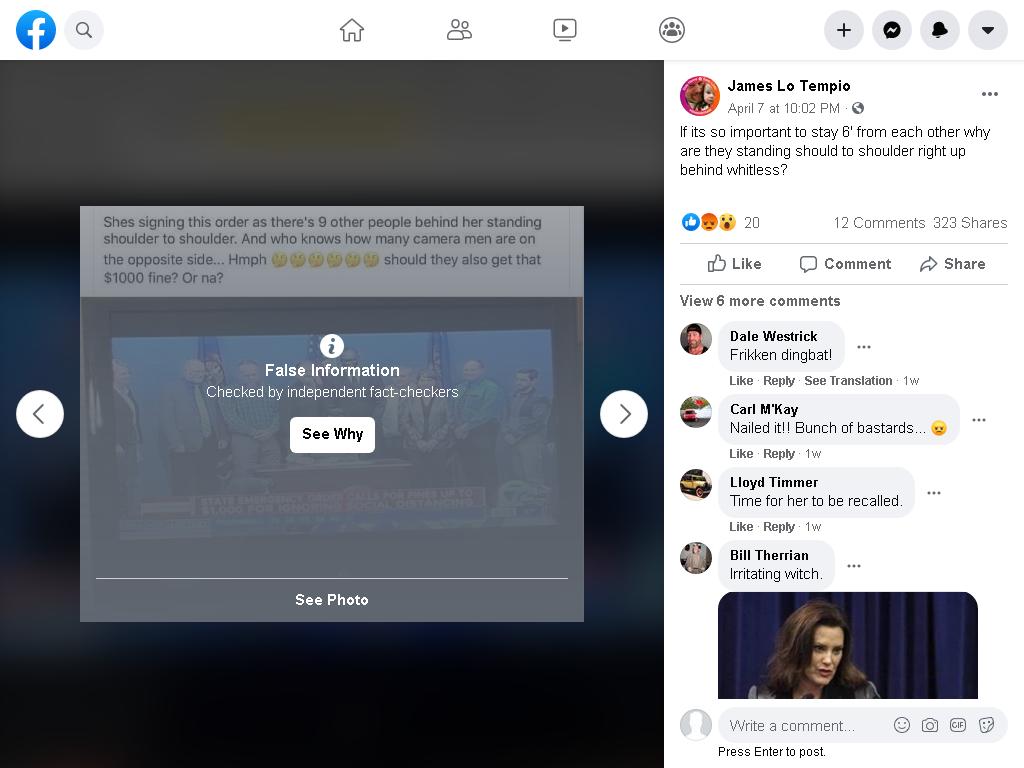 Shes signing this order as there's 9 other people behind her standing
shoulder to shoulder. And who knows how many camera men are on
the opposite side... Hmph 🤔🤔🤔🤔🤔🤔 should they also get that
$1000 fine? Or na?
False Information
Checked by independent fact-checkers
See Why
STATE EMERGENCY ORDER CALLS FOR FINES UP TO
$1,000 FOR IGNORING SOCIAL DISTANCING
See Photo
James Lo Tempio
April 7 at 10:02 PM ·
If its so important to stay 6' from each other why
are they standing should to shoulder right up
behind whitless?
20 12 Comments 323 Shares
Like Comment Share
View 6 more comments
Dale Westrick
Frikken dingbat!
Like · Reply · See Translation · 1w
Carl M'Kay
Nailed it!! Bunch of bastards... 😠
Like · Reply · 1w
Lloyd Timmer
Time for her to be recalled.
Like · Reply · 1w
Bill Therrian
Irritating witch.
Write a comment...
GIF
Press Enter to post.